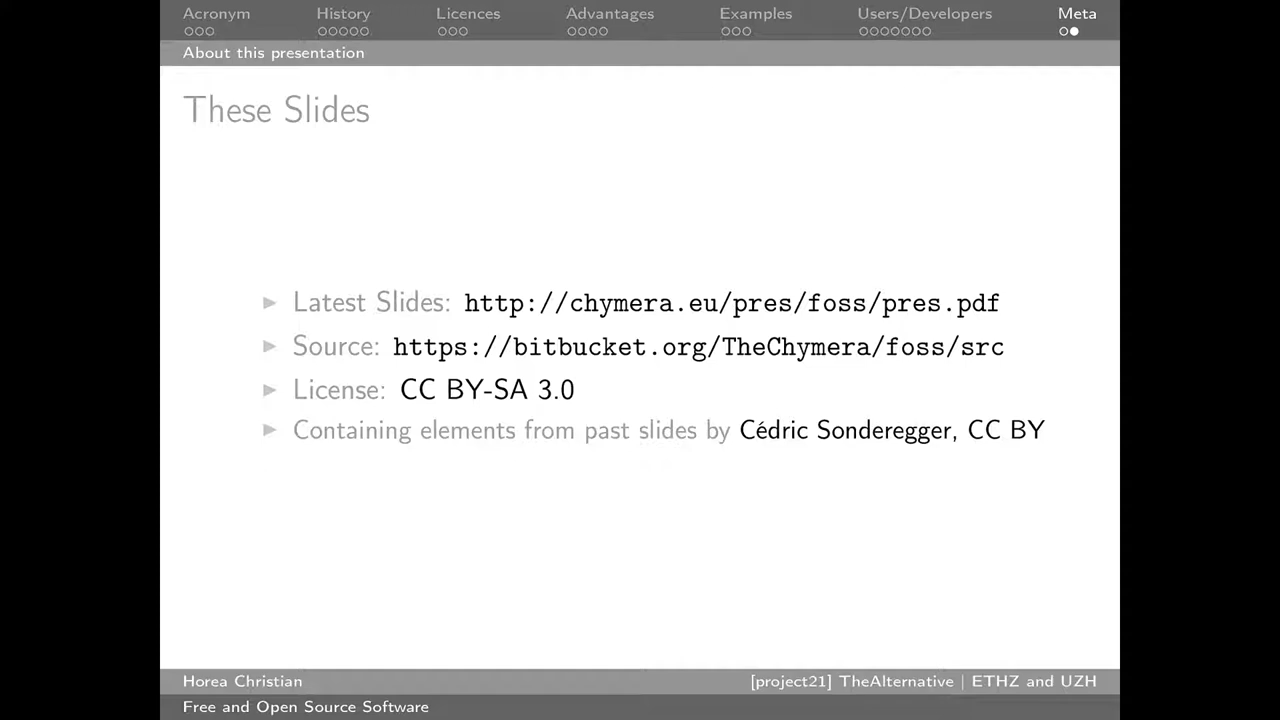 Acronym History Licences Advantages Examples Users/Developers Meta
About this presentation
These Slides
Latest Slides: http://chymera.eu/pres/foss/pres.pdf
Source: https://bitbucket.org/TheChymera/foss/src
License: CC BY-SA 3.0
Containing elements from past slides by Cédric Sonderegger, CC BY
Horea Christian [project21] TheAlternative | ETHZ and UZH
Free and Open Source Software